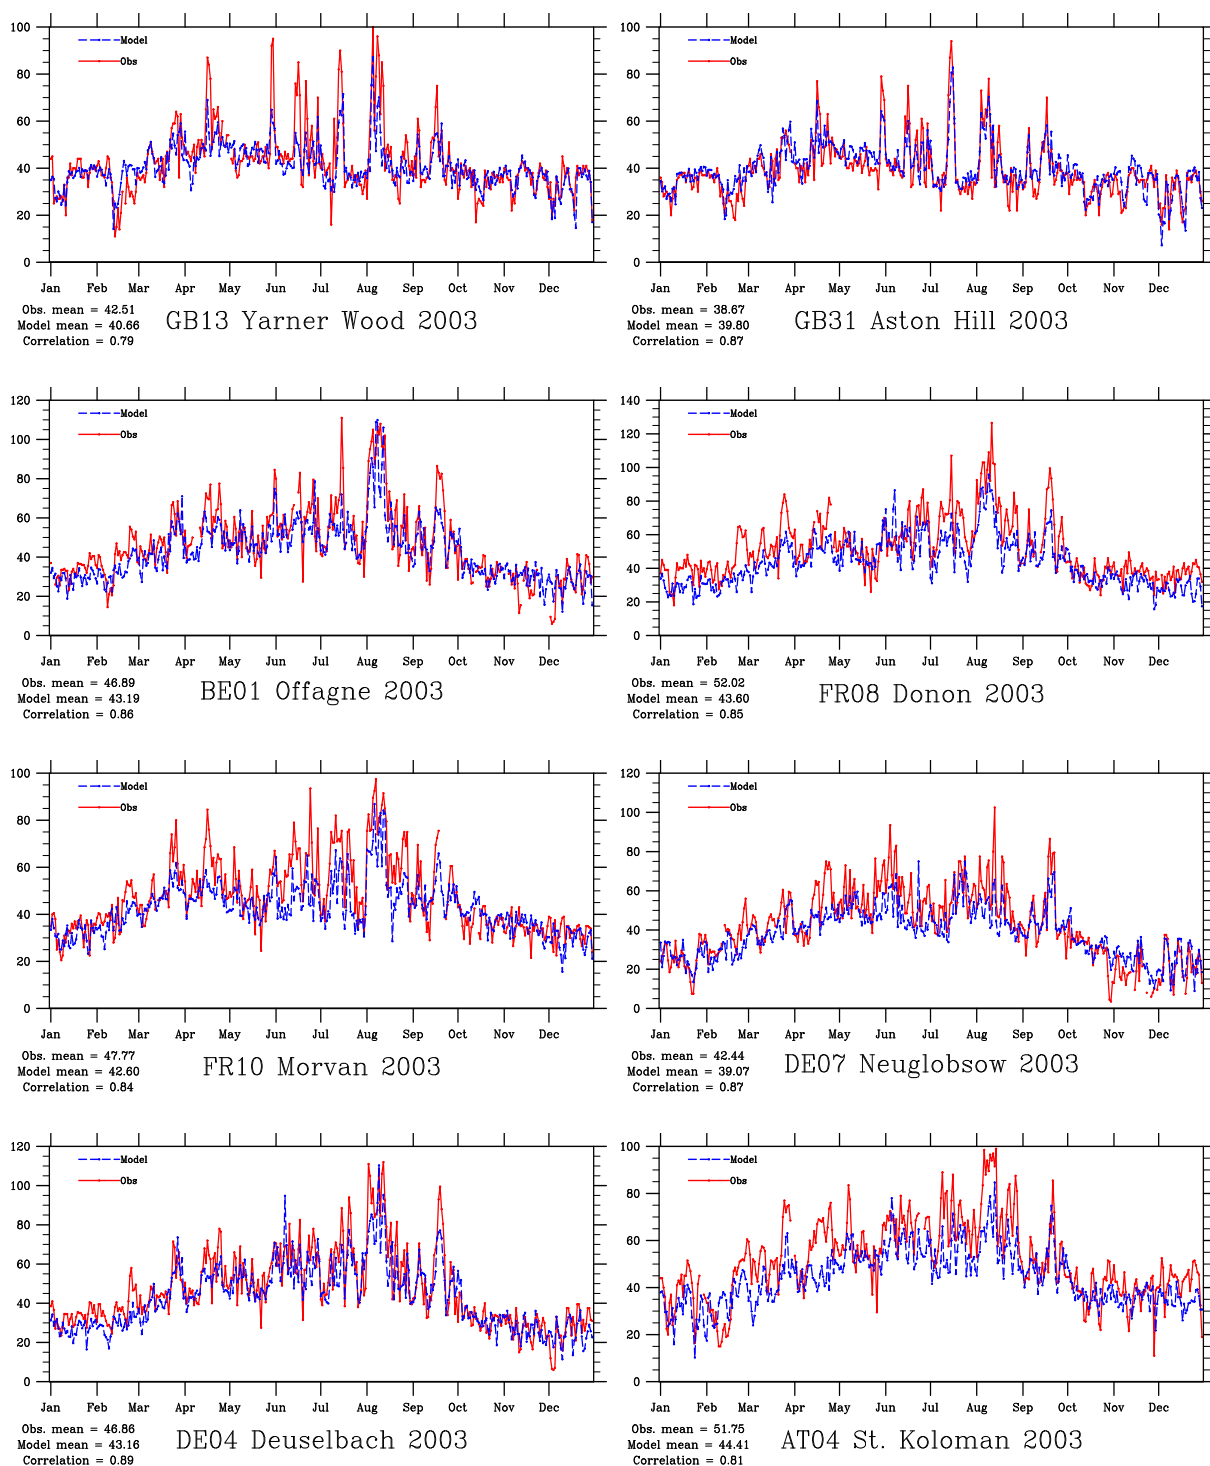 100
80
60
40
20
0
Model
Obs
Jan Feb Mar Apr May Jun Jul Aug Sep Oct Nov Dec
Obs. mean = 42.51
Model mean = 40.66
Correlation = 0.79
GB13 Yarner Wood 2003
100
80
60
40
20
0
Model
Obs
Jan Feb Mar Apr May Jun Jul Aug Sep Oct Nov Dec
Obs. mean = 38.67
Model mean = 39.80
Correlation = 0.87
GB31 Aston Hill 2003
120
100
80
60
40
20
0
Model
Obs
Jan Feb Mar Apr May Jun Jul Aug Sep Oct Nov Dec
Obs. mean = 46.89
Model mean = 43.19
Correlation = 0.86
BE01 Offagne 2003
140
120
100
80
60
40
20
0
Model
Obs
Jan Feb Mar Apr May Jun Jul Aug Sep Oct Nov Dec
Obs. mean = 52.02
Model mean = 43.60
Correlation = 0.85
FR08 Donon 2003
100
80
60
40
20
0
Model
Obs
Jan Feb Mar Apr May Jun Jul Aug Sep Oct Nov Dec
Obs. mean = 47.77
Model mean = 42.60
Correlation = 0.84
FR10 Morvan 2003
120
100
80
60
40
20
0
Model
Obs
Jan Feb Mar Apr May Jun Jul Aug Sep Oct Nov Dec
Obs. mean = 42.44
Model mean = 39.07
Correlation = 0.87
DE07 Neuglobsow 2003
120
100
80
60
40
20
0
Model
Obs
Jan Feb Mar Apr May Jun Jul Aug Sep Oct Nov Dec
Obs. mean = 46.86
Model mean = 43.16
Correlation = 0.89
DE04 Deuselbach 2003
100
80
60
40
20
0
Model
Obs
Jan Feb Mar Apr May Jun Jul Aug Sep Oct Nov Dec
Obs. mean = 51.75
Model mean = 44.41
Correlation = 0.81
AT04 St. Koloman 2003